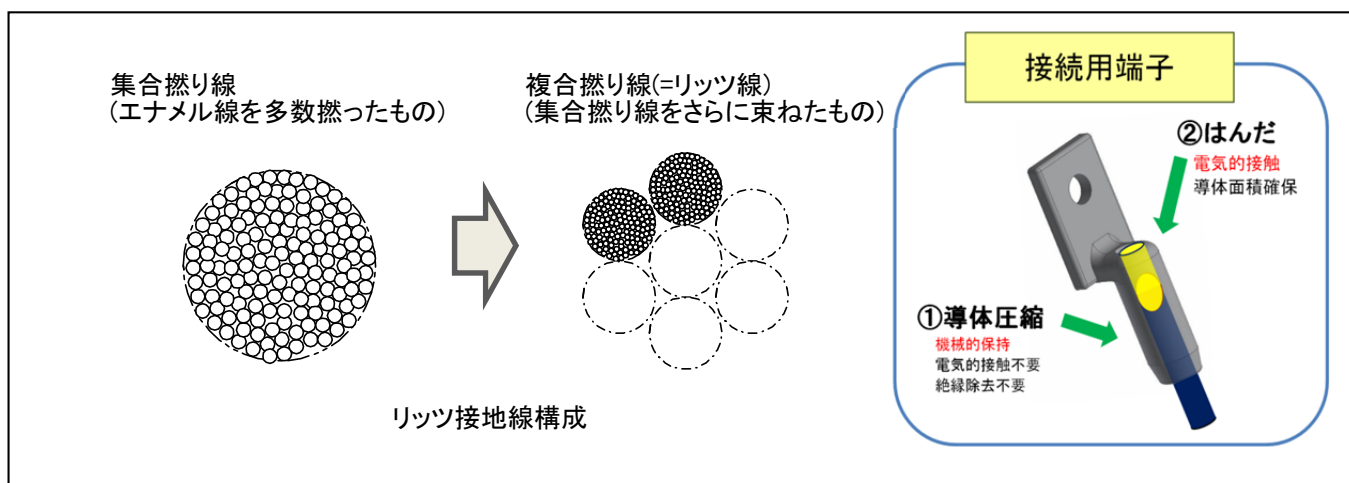 集合撚り線
(エナメル線を多数撚ったもの)
複合撚り線(=リッツ線)
(集合撚り線をさらに束ねたもの)
リッツ接地線構成
接続用端子
②はんだ
電気的接触
導体面積確保
①導体圧縮
機械的保持
電気的接触不要
絶縁除去不要